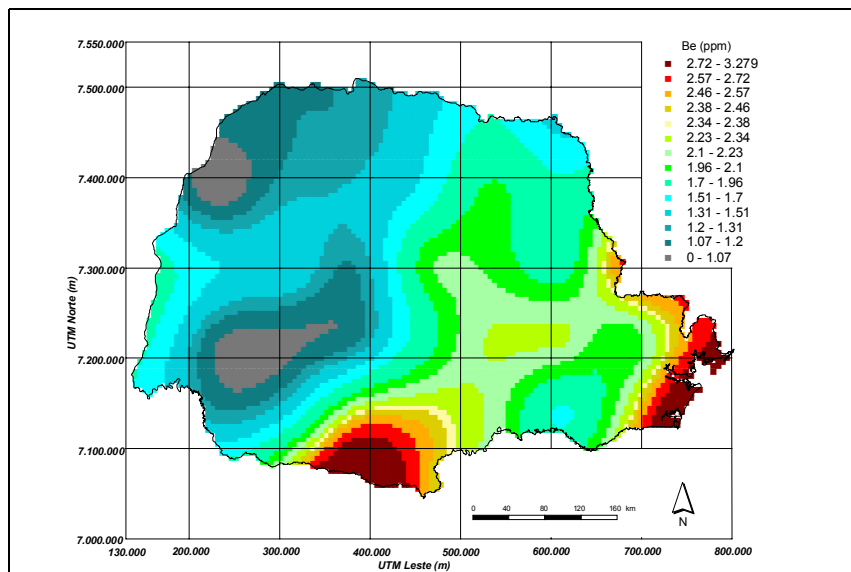 7.550.000
7.500.000
7.400.000
7.300.000
7.200.000
7.100.000
7.000.000
UTM Norte (m)
130.000 200.000 300.000 400.000 500.000 600.000 700.000 800.000
UTM Leste (m)
Be (ppm)
2.72 - 3.279
2.57 - 2.72
2.46 - 2.57
2.38 - 2.46
2.34 - 2.38
2.23 - 2.34
2.1 - 2.23
1.96 - 2.1
1.7 - 1.96
1.51 - 1.7
1.31 - 1.51
1.2 - 1.31
1.07 - 1.2
0 - 1.07
0 40 80 120 160 km
N